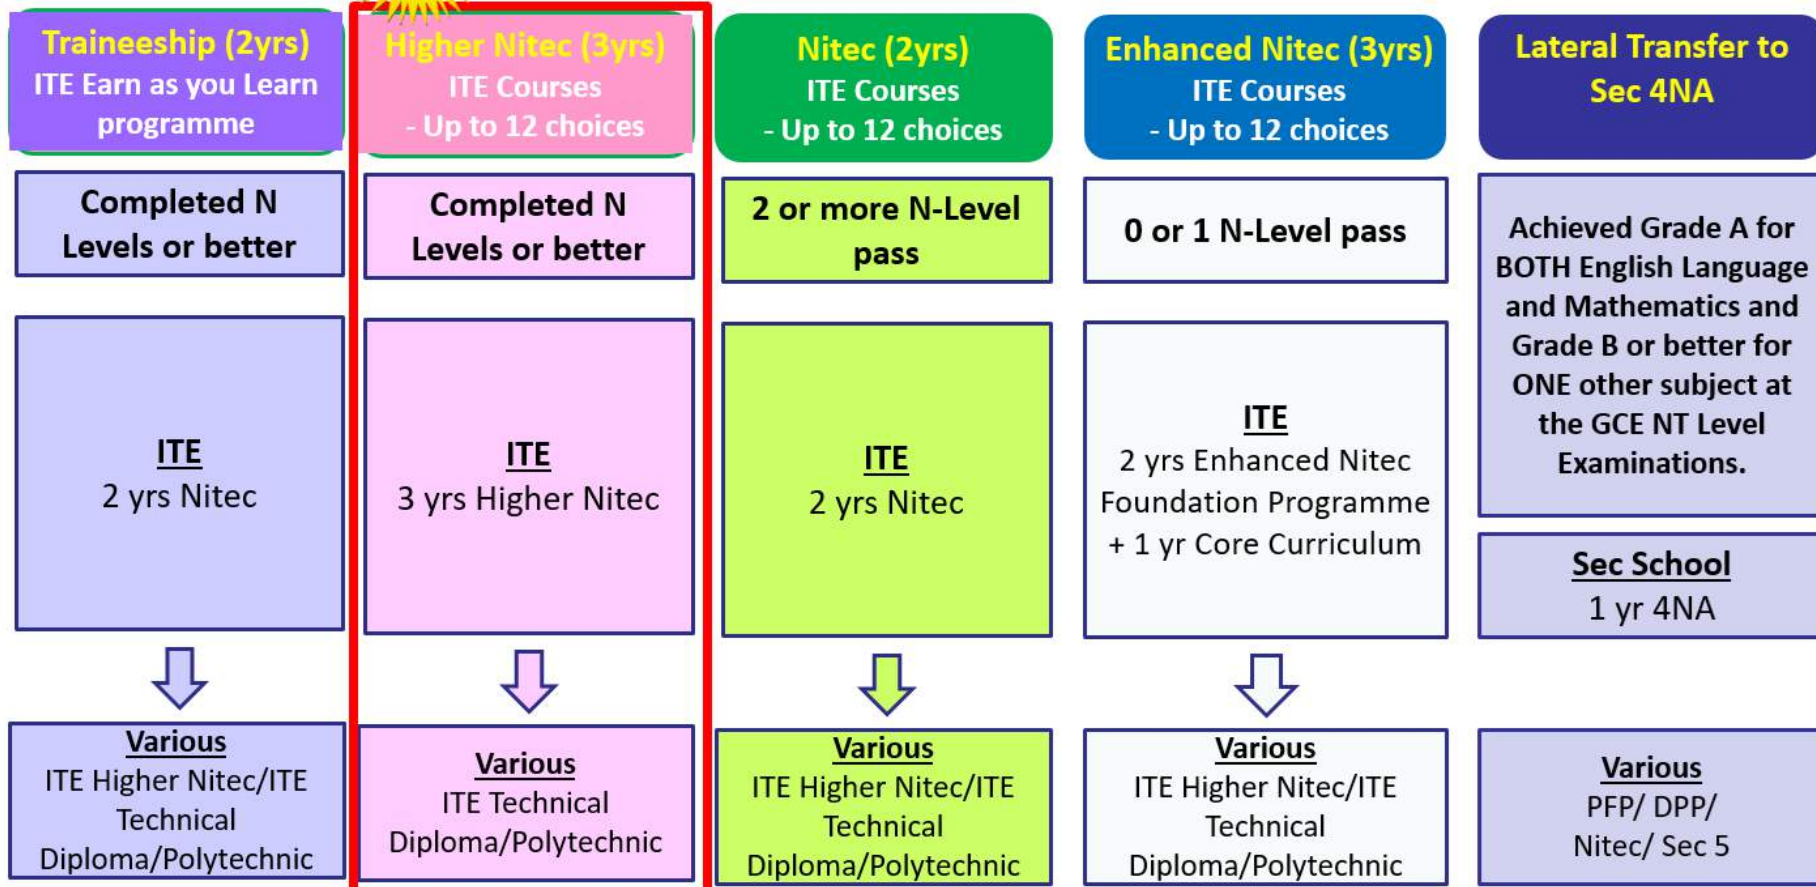 Traineeship (2yrs)
ITE Earn as you Learn
programme
Completed N
Levels or better
ITE
2 yrs Nitec
Various
ITE Higher Nitec/ITE
Technical
Diploma/Polytechnic
Higher Nitec (3yrs)
ITE Courses
- Up to 12 choices
Completed N
Levels or better
ITE
3 yrs Higher Nitec
Various
ITE Technical
Diploma/Polytechnic
Nitec (2yrs)
ITE Courses
- Up to 12 choices
2 or more N-Level
pass
ITE
2 yrs Nitec
Various
ITE Higher Nitec/ITE
Technical
Diploma/Polytechnic
Enhanced Nitec (3yrs)
ITE Courses
- Up to 12 choices
0 or 1 N-Level pass
ITE
2 yrs Enhanced Nitec
Foundation Programme
+ 1 yr Core Curriculum
Various
ITE Higher Nitec/ITE
Technical
Diploma/Polytechnic
Lateral Transfer to
Sec 4NA
Achieved Grade A for
BOTH English Language
and Mathematics and
Grade B or better for
ONE other subject at
the GCE NT Level
Examinations.
Sec School
1 yr 4NA
Various
PFP/ DPP/
Nitec/ Sec 5